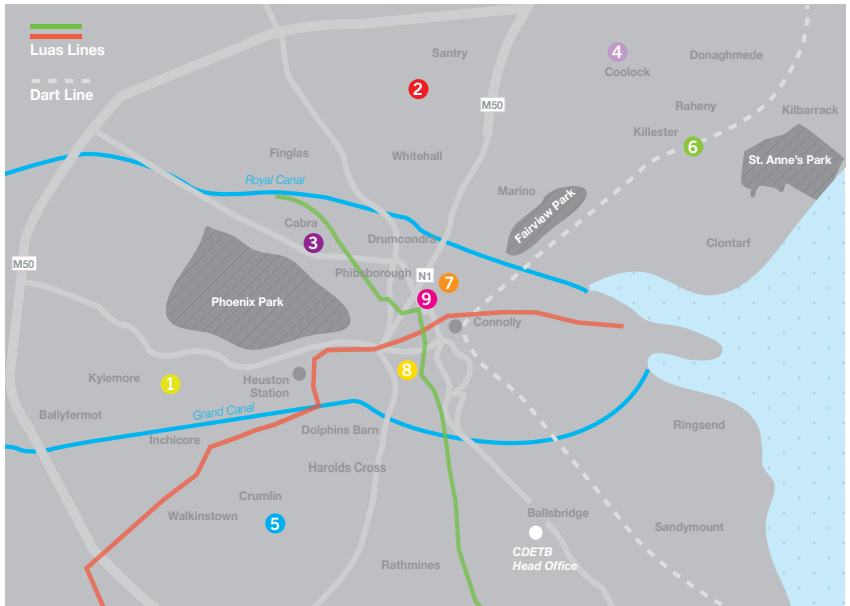 Luas Lines
Dart Line
Santry
2
4
Coolock
Donaghmede
M50
Raheny
Kilbarrack
Killester
6
St. Anne's Park
Finglas
Whitehall
Royal Canal
Marino
Fairview Park
Cabra
3
Drumcondra
Clontarf
M50
Phibsborough
N1
7
9
Phoenix Park
Connolly
Kylemore
1
Heuston
Station
8
Ballyfermot
Grand Canal
Inchicore
Dolphins Barn
Ringsend
Harolds Cross
Crumlin
Walkinstown
5
Ballsbridge
Sandymount
CDETB
Head Office
Rathmines